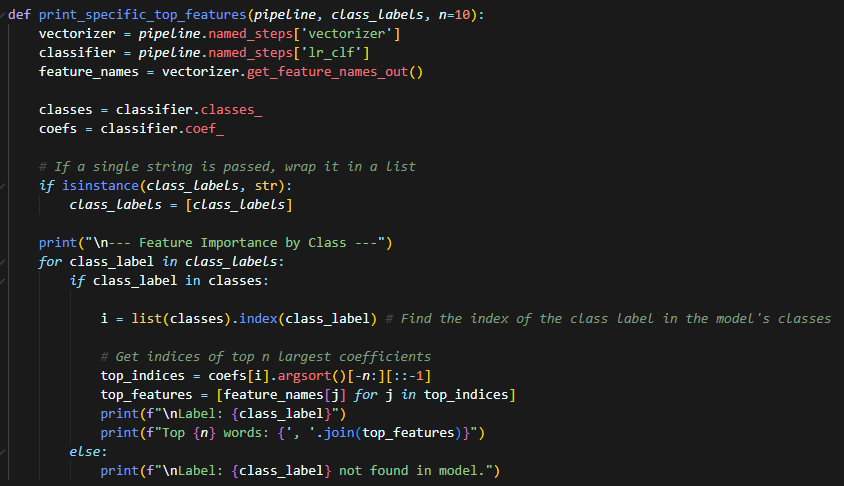 def print_specific_top_features(pipeline, class_labels, n=10):
    vectorizer = pipeline.named_steps['vectorizer']
    classifier = pipeline.named_steps['lr_clf']
    feature_names = vectorizer.get_feature_names_out()

    classes = classifier.classes_
    coefs = classifier.coef_

    # If a single string is passed, wrap it in a list
    if isinstance(class_labels, str):
        class_labels = [class_labels]

    print("\n--- Feature Importance by Class ---")
    for class_label in class_labels:
        if class_label in classes:

            i = list(classes).index(class_label) # Find the index of the class label in the model's classes

            # Get indices of top n largest coefficients
            top_indices = coefs[i].argsort()[-n:][::-1]
            top_features = [feature_names[j] for j in top_indices]
            print(f"\nLabel: {class_label}")
            print(f"Top {n} words: {', '.join(top_features)}")
        else:
            print(f"\nLabel: {class_label} not found in model.")